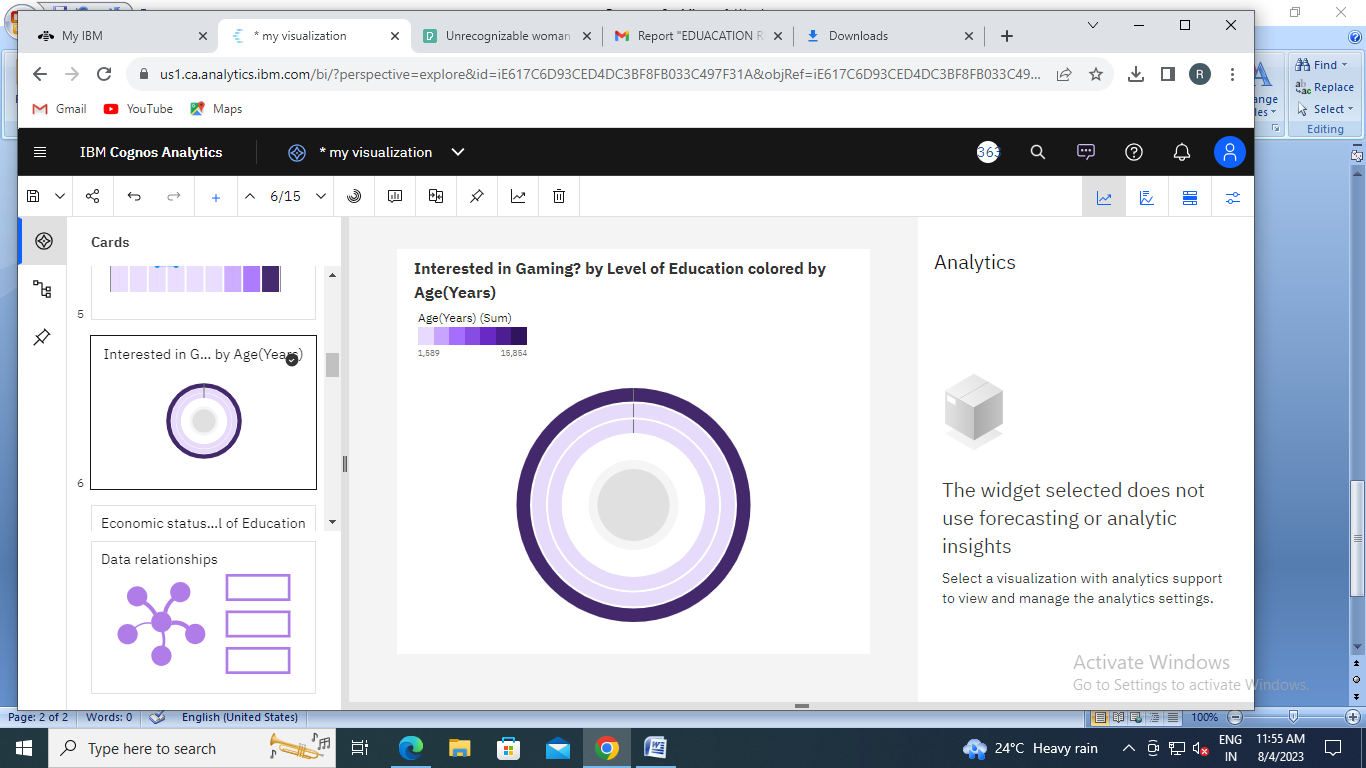 My IBM
* my visualization
Unrecognizable woman
Report "EDUACATION R
Downloads
us1.ca.analytics.ibm.com/bi/?perspective=explore&id=iE617C6D93CED4DC3BF8FB033C497F31A&objRef=iE617C6D93CED4DC3BF8FB033C49...
R
Gmail
YouTube
Maps
Find
Replace
Select
Editing
IBM Cognos Analytics
* my visualization
363
6/15
Cards
5
Interested in G... by Age(Years)
6
Economic status...l of Education
Data relationships
Interested in Gaming? by Level of Education colored by
Age(Years)
Age(Years) (Sum)
1,589 15,854
Analytics
The widget selected does not
use forecasting or analytic
insights
Select a visualization with analytics support
to view and manage the analytics settings.
Activate Windows
Go to Settings to activate Windows.
Page: 2 of 2
Words: 0
English (United States)
100%
Type here to search
24°C Heavy rain
ENG
IN
11:55 AM
8/4/2023